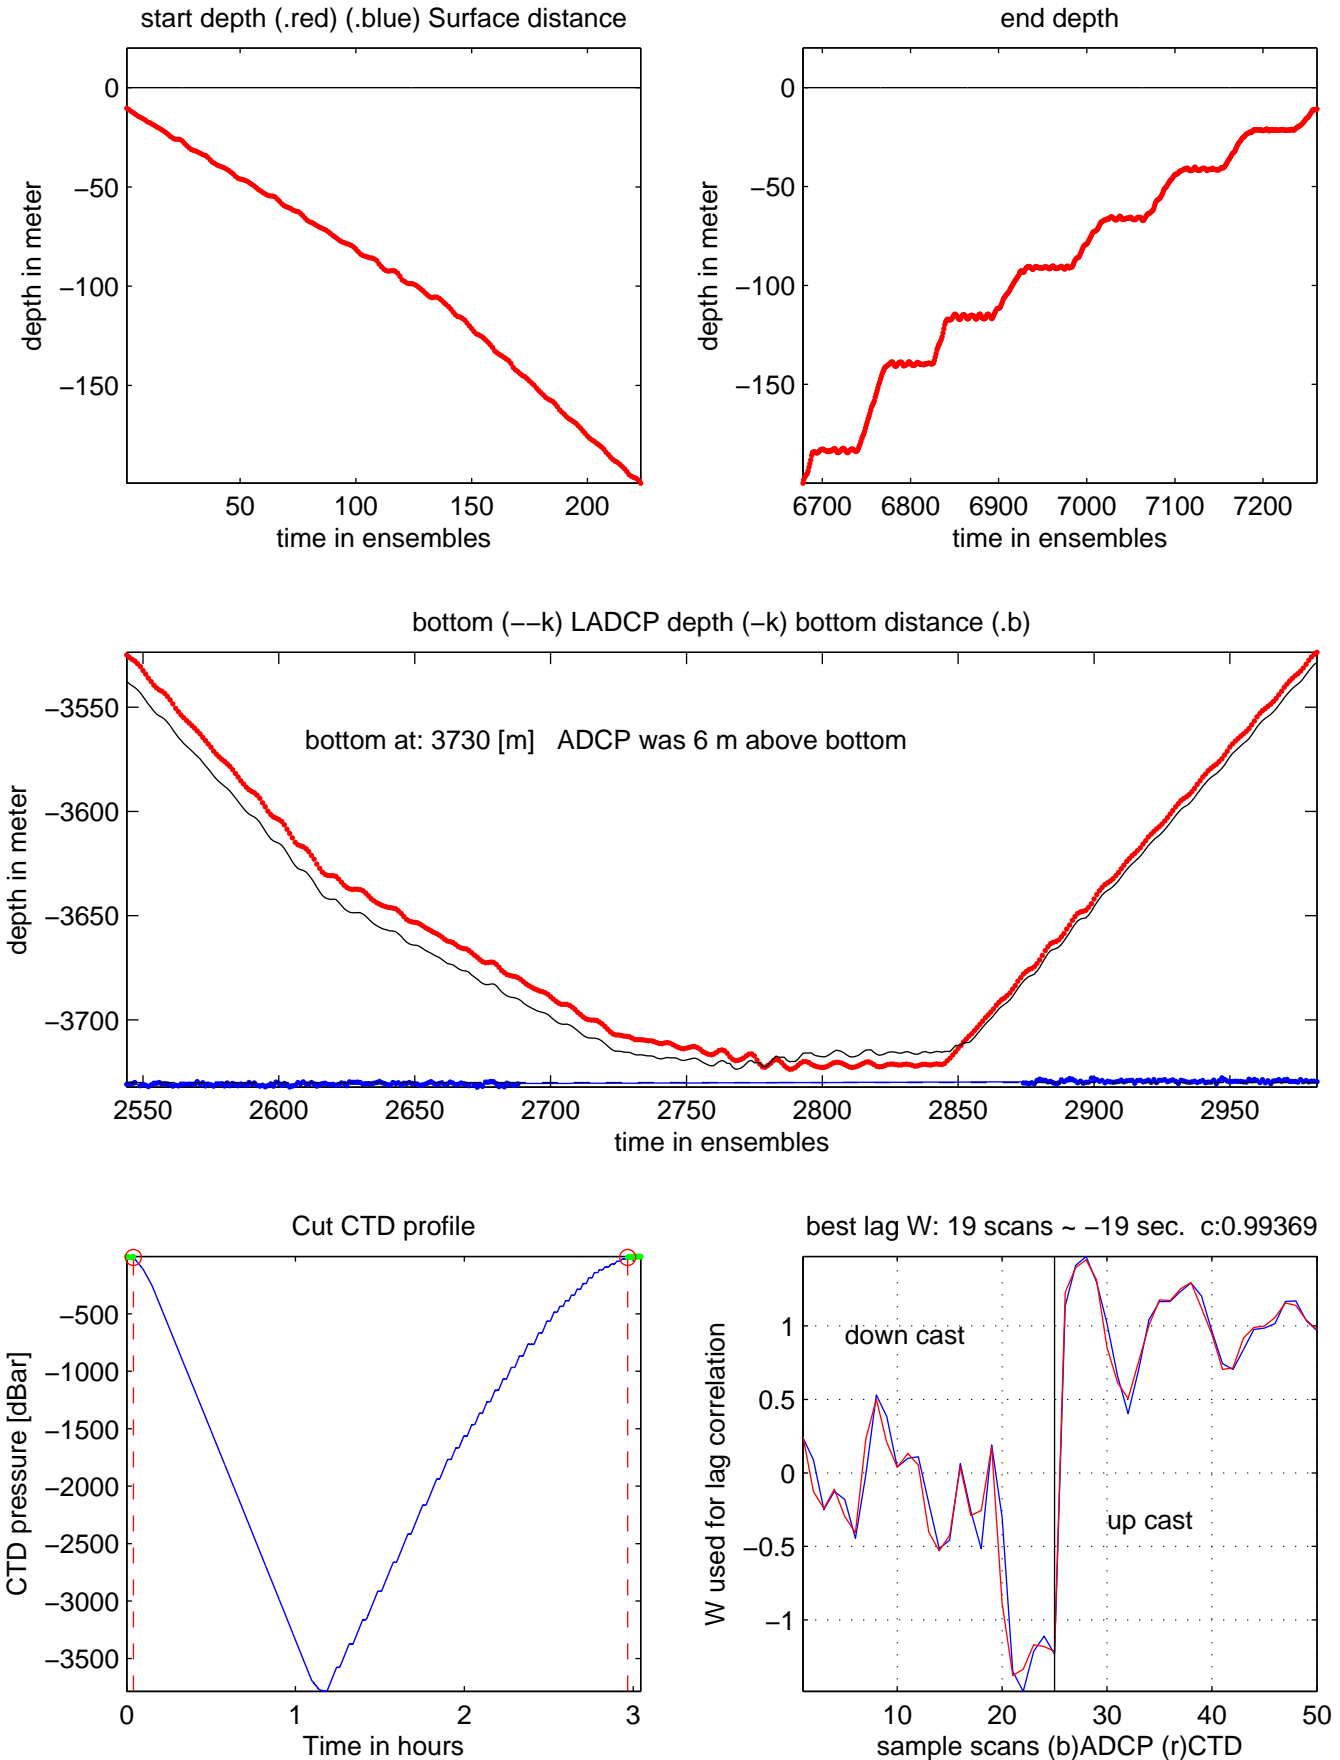 start depth (.red) (.blue) Surface distance
0
−50
−100
−150
depth in meter
50 100 150 200
time in ensembles
end depth
0
−50
−100
−150
depth in meter
6700 6800 6900 7000 7100 7200
time in ensembles
bottom (−−k) LADCP depth (−k) bottom distance (.b)
bottom at: 3730 [m] ADCP was 6 m above bottom
−3550
−3600
−3650
−3700
depth in meter
2550 2600 2650 2700 2750 2800 2850 2900 2950
time in ensembles
Cut CTD profile
−500
−1000
−1500
−2000
−2500
−3000
−3500
CTD pressure [dBar]
0 1 2 3
Time in hours
best lag W: 19 scans ~ −19 sec. c:0.99369
down cast
up cast
1
0.5
0
−0.5
−1
W used for lag correlation
10 20 30 40 50
sample scans (b)ADCP (r)CTD